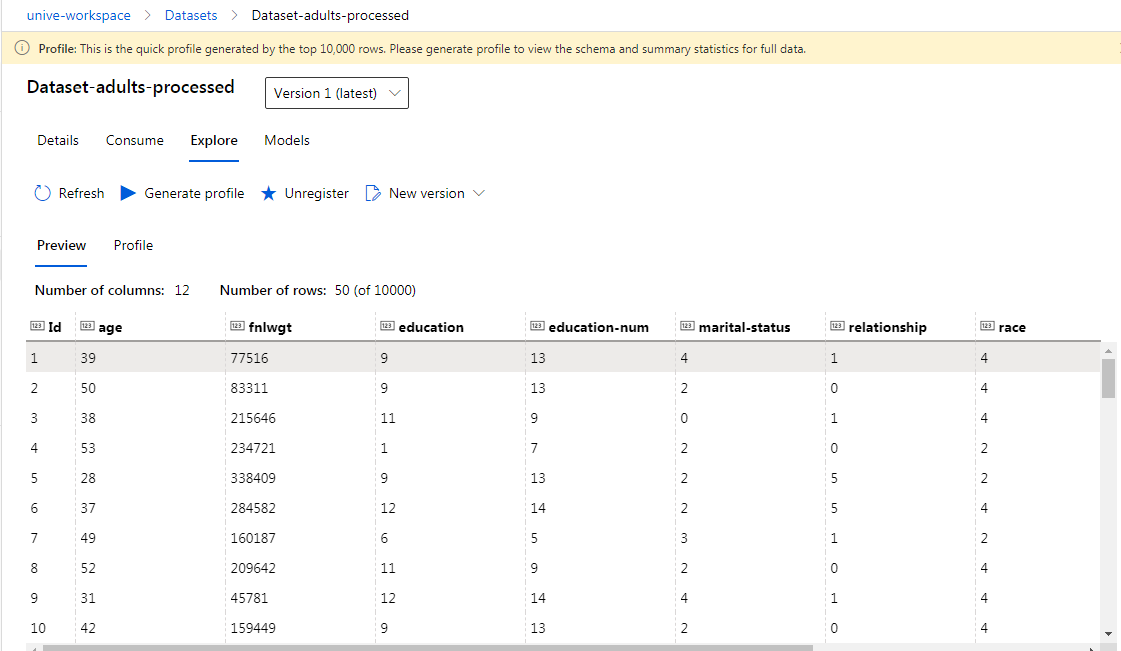 unive-workspace > Datasets > Dataset-adults-processed
Profile: This is the quick profile generated by the top 10,000 rows. Please generate profile to view the schema and summary statistics for full data.
Dataset-adults-processed Version 1 (latest)
Details Consume Explore Models
Refresh Generate profile Unregister New version
Preview Profile
Number of columns: 12 Number of rows: 50 (of 10000)
123 Id 123 age 123 fnlwgt 123 education 123 education-num 123 marital-status 123 relationship 123 race
1 39 77516 9 13 4 1 4
2 50 83311 9 13 2 0 4
3 38 215646 11 9 0 1 4
4 53 234721 1 7 2 0 2
5 28 338409 9 13 2 5 2
6 37 284582 12 14 2 5 4
7 49 160187 6 5 3 1 2
8 52 209642 11 9 2 0 4
9 31 45781 12 14 4 1 4
10 42 159449 9 13 2 0 4